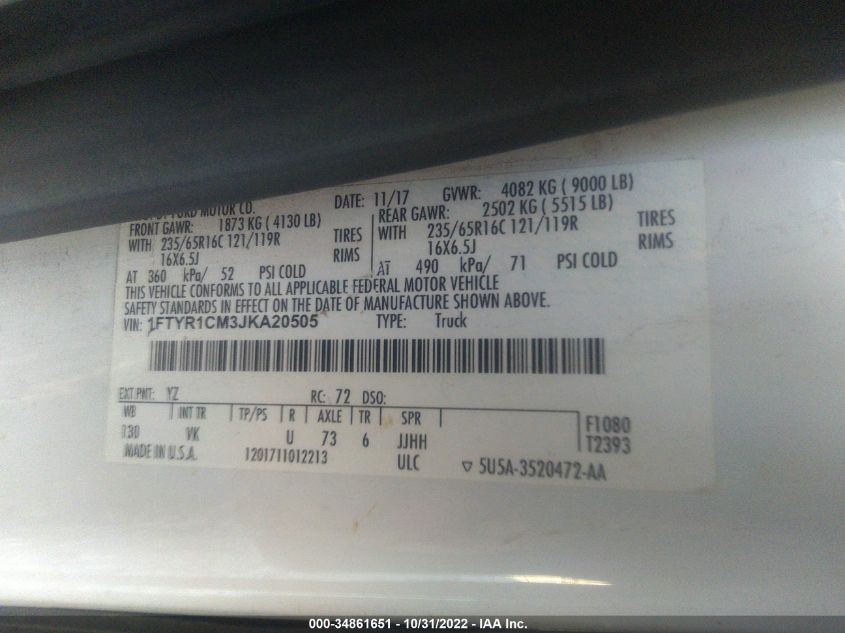 FORD MOTOR CO.
DATE: 11/17
GVWR: 4082 KG ( 9000 LB)
FRONT GAWR: 1873 KG ( 4130 LB)
REAR GAWR: 2502 KG ( 5515 LB)
WITH 235/65R16C 121/119R TIRES
WITH 235/65R16C 121/119R TIRES
16X6.5J RIMS
16X6.5J RIMS
AT 360 kPa/ 52 PSI COLD
AT 490 kPa/ 71 PSI COLD
THIS VEHICLE CONFORMS TO ALL APPLICABLE FEDERAL MOTOR VEHICLE
SAFETY STANDARDS IN EFFECT ON THE DATE OF MANUFACTURE SHOWN ABOVE.
VIN: 1FTYR1CM3JKA20505
TYPE: Truck
EXT PNT: YZ RC: 72 DSO:
WB INT TR TP/PS R AXLE TR SPR
F1080
130 VK U 73 6 JJHH
T2393
MADE IN U.S.A. 1201711012213 ULC ▽ 5U5A-3520472-AA
000-34861651 - 10/31/2022 - IAA Inc.